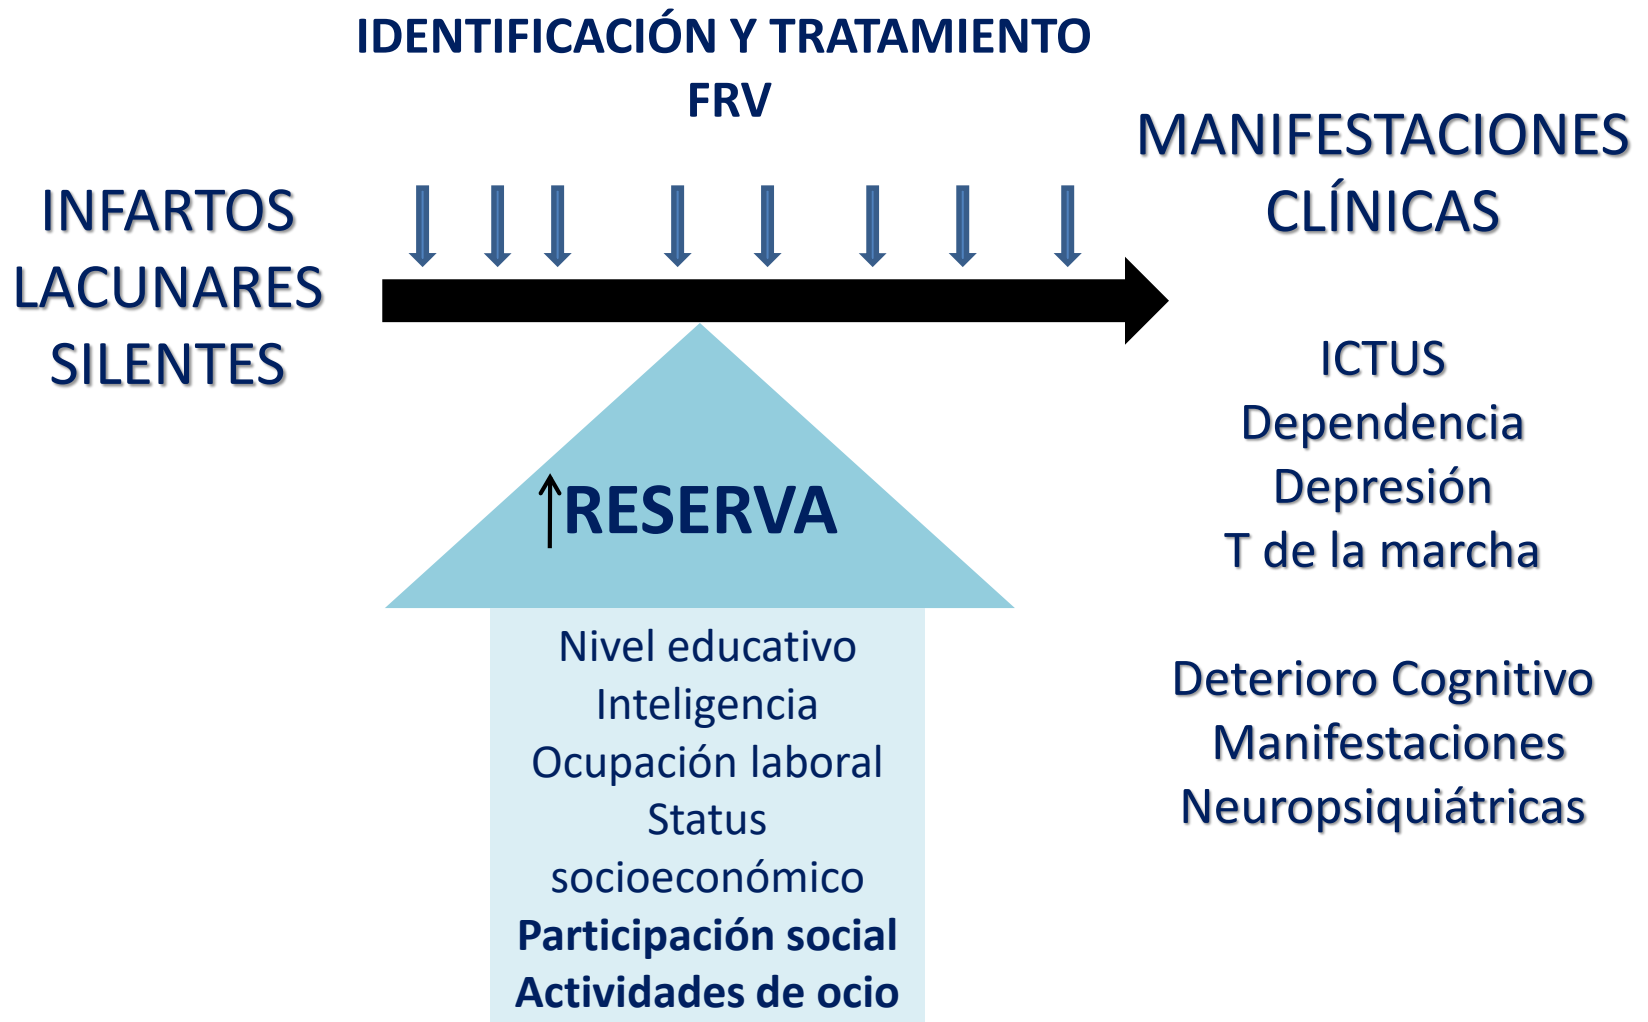 IDENTIFICACIÓN Y TRATAMIENTO
FRV
INFARTOS
LACUNARES
SILENTES
MANIFESTACIONES
CLÍNICAS
ICTUS
Dependencia
Depresión
T de la marcha
Deterioro Cognitivo
Manifestaciones
Neuropsiquiátricas
RESERVA
Nivel educativo
Inteligencia
Ocupación laboral
Status
socioeconómico
Participación social
Actividades de ocio